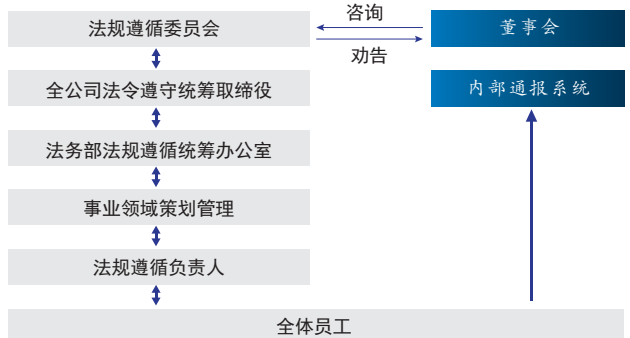 法规遵循委员会
咨询
劝告
董事会
全公司法令遵守统筹取缔役
内部通报系统
法务部法规遵循统筹办公室
事业领域策划管理
法规遵循负责人
全体员工